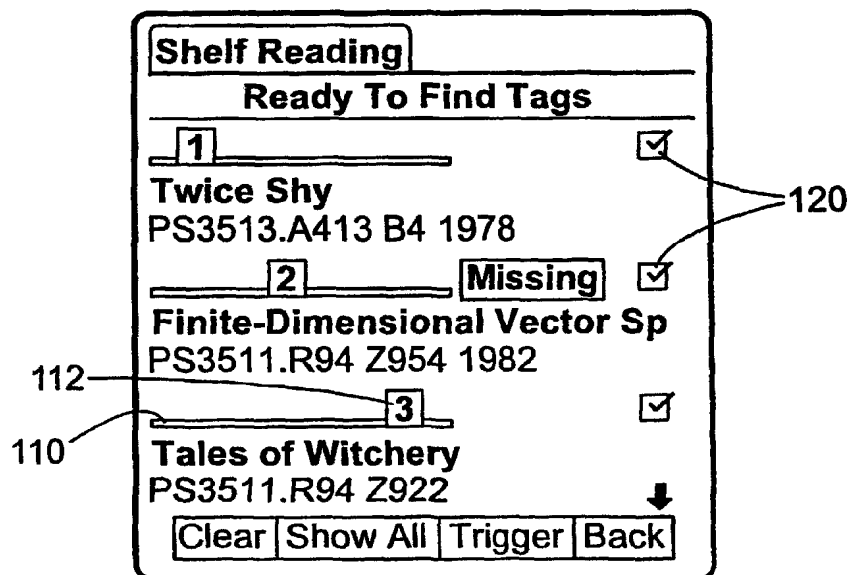 Shelf Reading
Ready To Find Tags
1
120
Twice Shy
PS3513.A413 B4 1978
2 Missing
Finite-Dimensional Vector Sp
PS3511.R94 Z954 1982
112
3
110
Tales of Witchery
PS3511.R94 Z922
Clear Show All Trigger Back